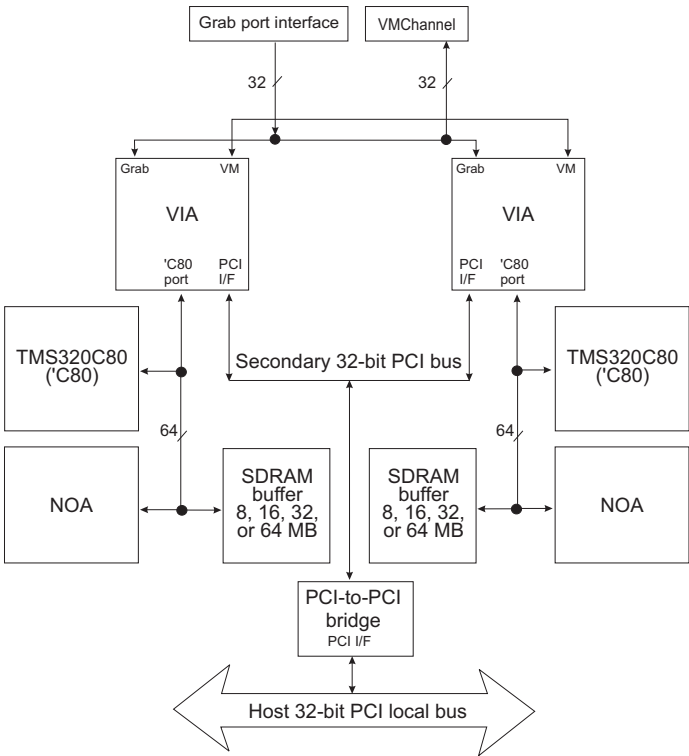 Grab port interface
VMChannel
32
32
Grab
VM
Grab
VM
VIA
VIA
'C80
port
PCI
I/F
PCI
I/F
'C80
port
TMS320C80
('C80)
Secondary 32-bit PCI bus
TMS320C80
('C80)
64
64
NOA
SDRAM
buffer
8, 16, 32,
or 64 MB
SDRAM
buffer
8, 16, 32,
or 64 MB
NOA
PCI-to-PCI
bridge
PCI I/F
Host 32-bit PCI local bus